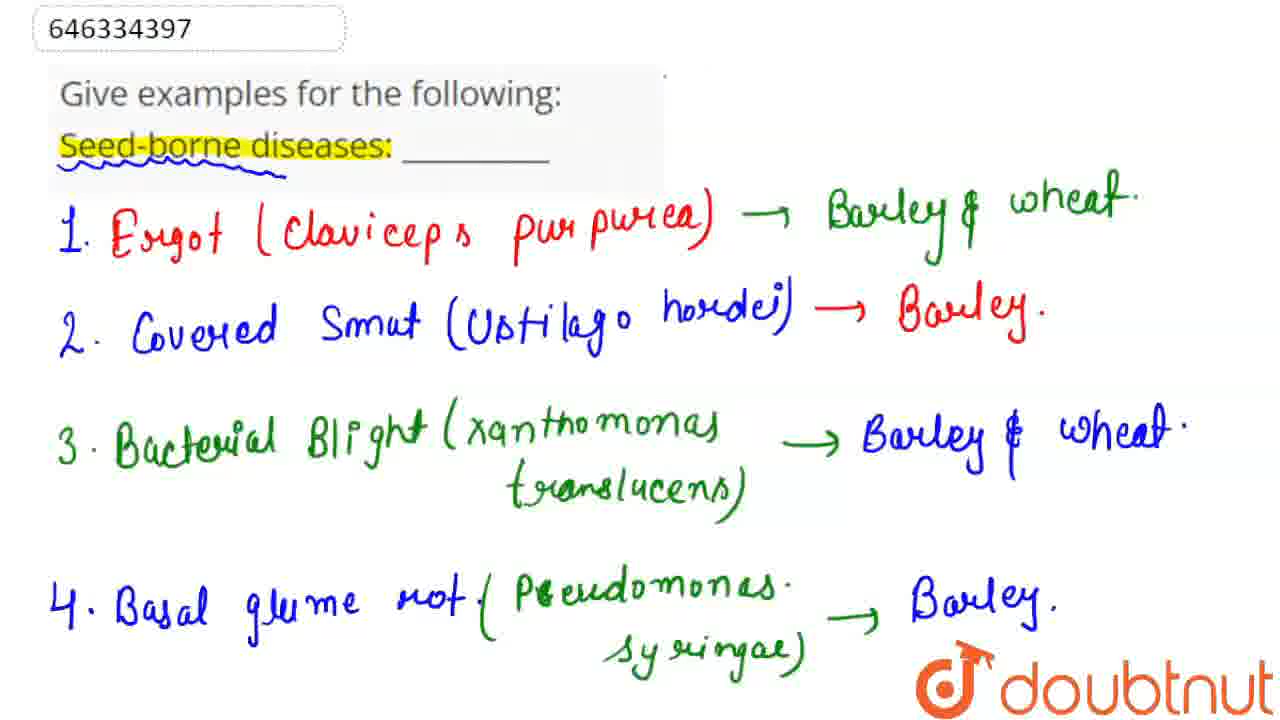 646334397
Give examples for the following:
Seed-borne diseases: __________
1. Ergot (Claviceps purpurea) → Barley & wheat.
2. Covered Smut (Ustilago hordei) → Barley.
3. Bacterial Blight (xanthomonas → Barley & wheat.
translucens)
4. Basal glume rot. (Pseudomonas. → Barley.
syringae)
doubtnut